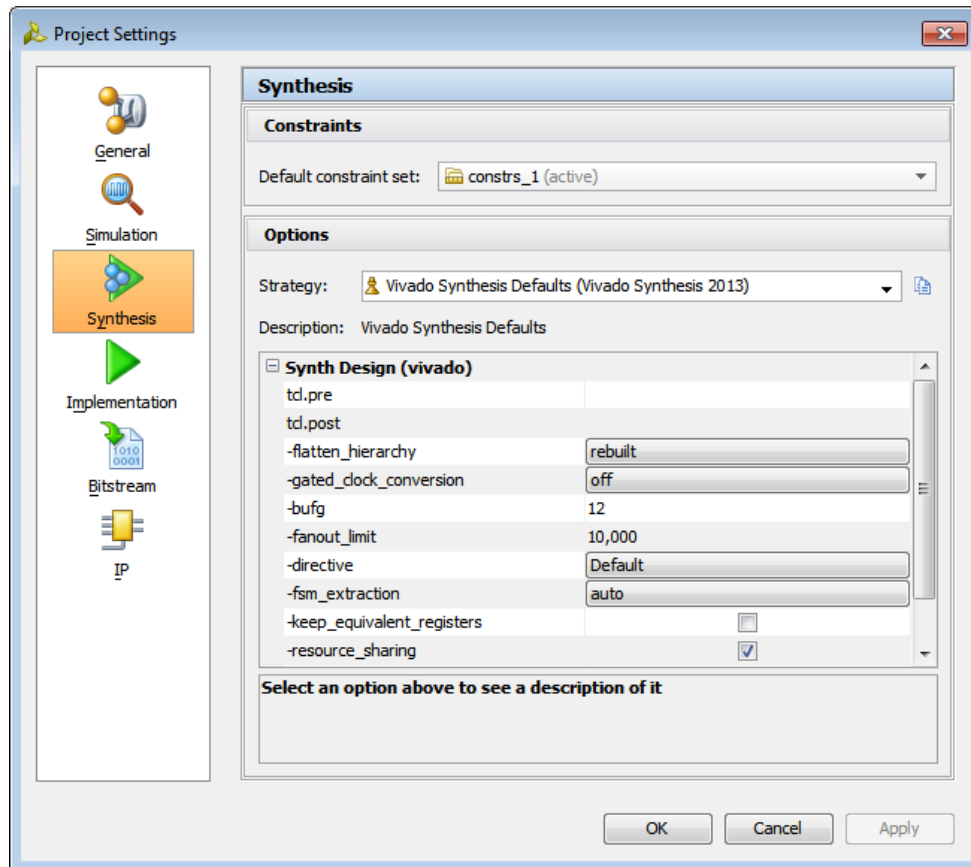 Project Settings
General
Simulation
Synthesis
Implementation
1010
0001
Bitstream
IP
Synthesis
Constraints
Default constraint set: constrs_1 (active)
Options
Strategy: Vivado Synthesis Defaults (Vivado Synthesis 2013)
Description: Vivado Synthesis Defaults
Synth Design (vivado)
tcl.pre
tcl.post
-flatten_hierarchy rebuilt
-gated_clock_conversion off
-bufg 12
-fanout_limit 10,000
-directive Default
-fsm_extraction auto
-keep_equivalent_registers
-resource_sharing
Select an option above to see a description of it
OK Cancel Apply